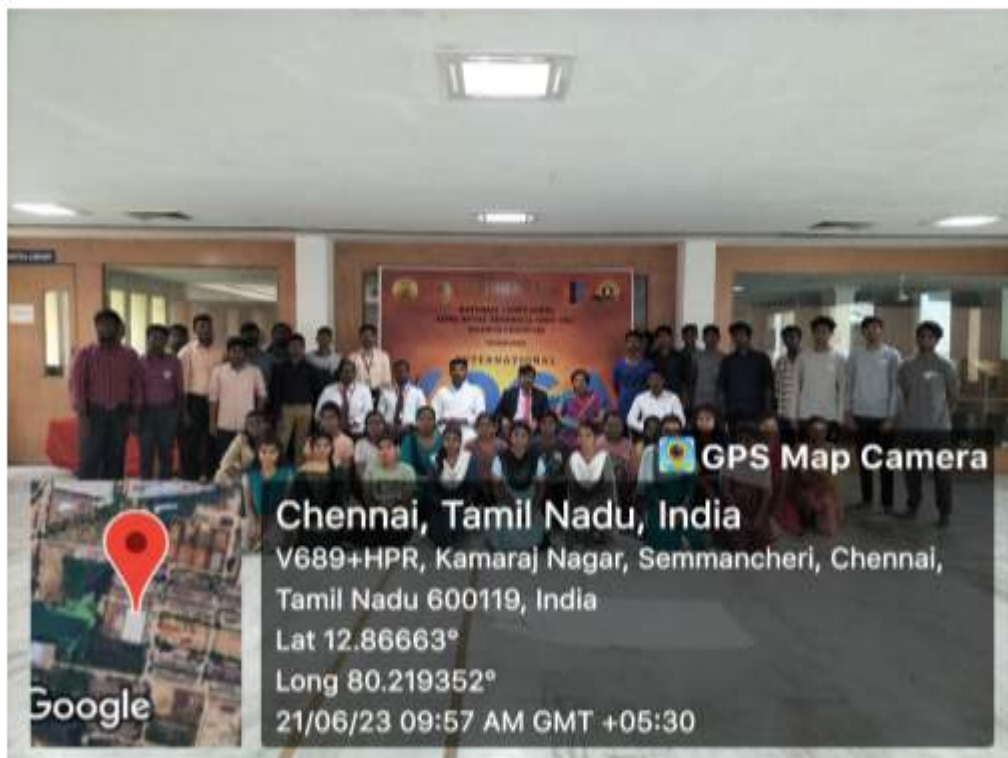 INTERNATIONAL
YOGA
GPS Map Camera
Chennai, Tamil Nadu, India
V689+HPR, Kamaraj Nagar, Semmancheri, Chennai,
Tamil Nadu 600119, India
Lat 12.86663°
Long 80.219352°
21/06/23 09:57 AM GMT +05:30
Google